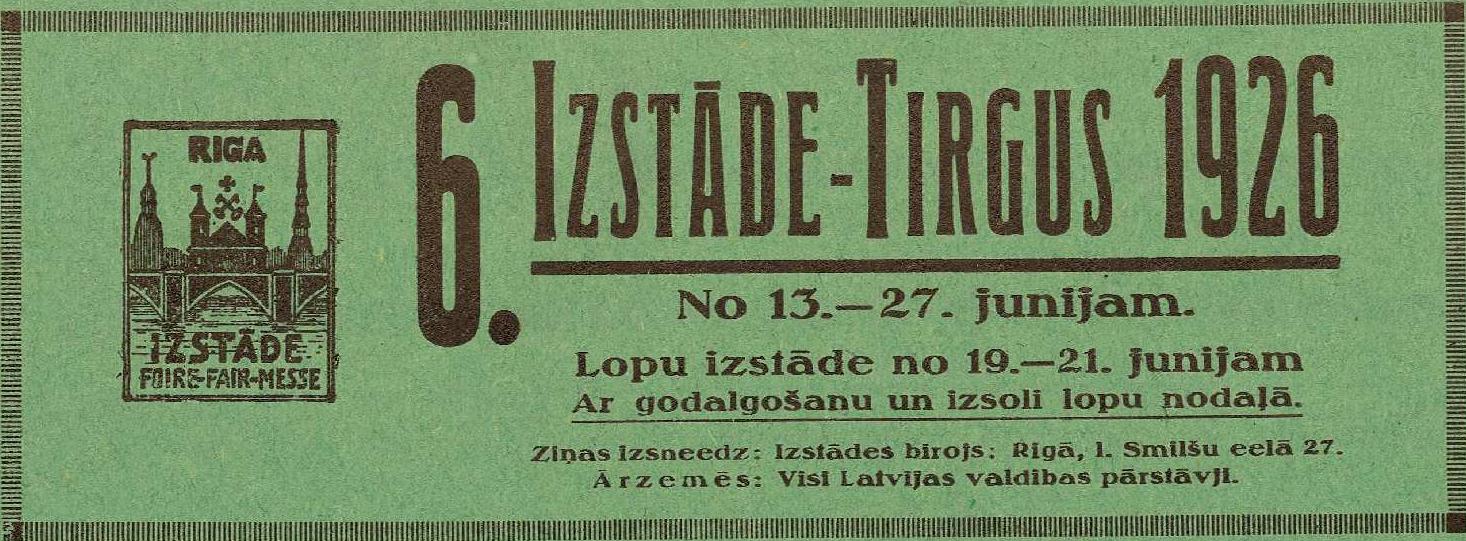 RIGA
IZSTĀDE
FOIRE-FAIR-MESSE
6. IZSTĀDE-TIRGUS 1926
No 13.—27. junijam.
Lopu izstāde no 19.—21. junijam
Ar godalgošanu un izsoli lopu nodaļā.
Ziņas izsneedz: Izstādes birojs: Rigā, l. Smilšu eelā 27.
Ārzemēs: Visi Latvijas valdibas pārstāvji.